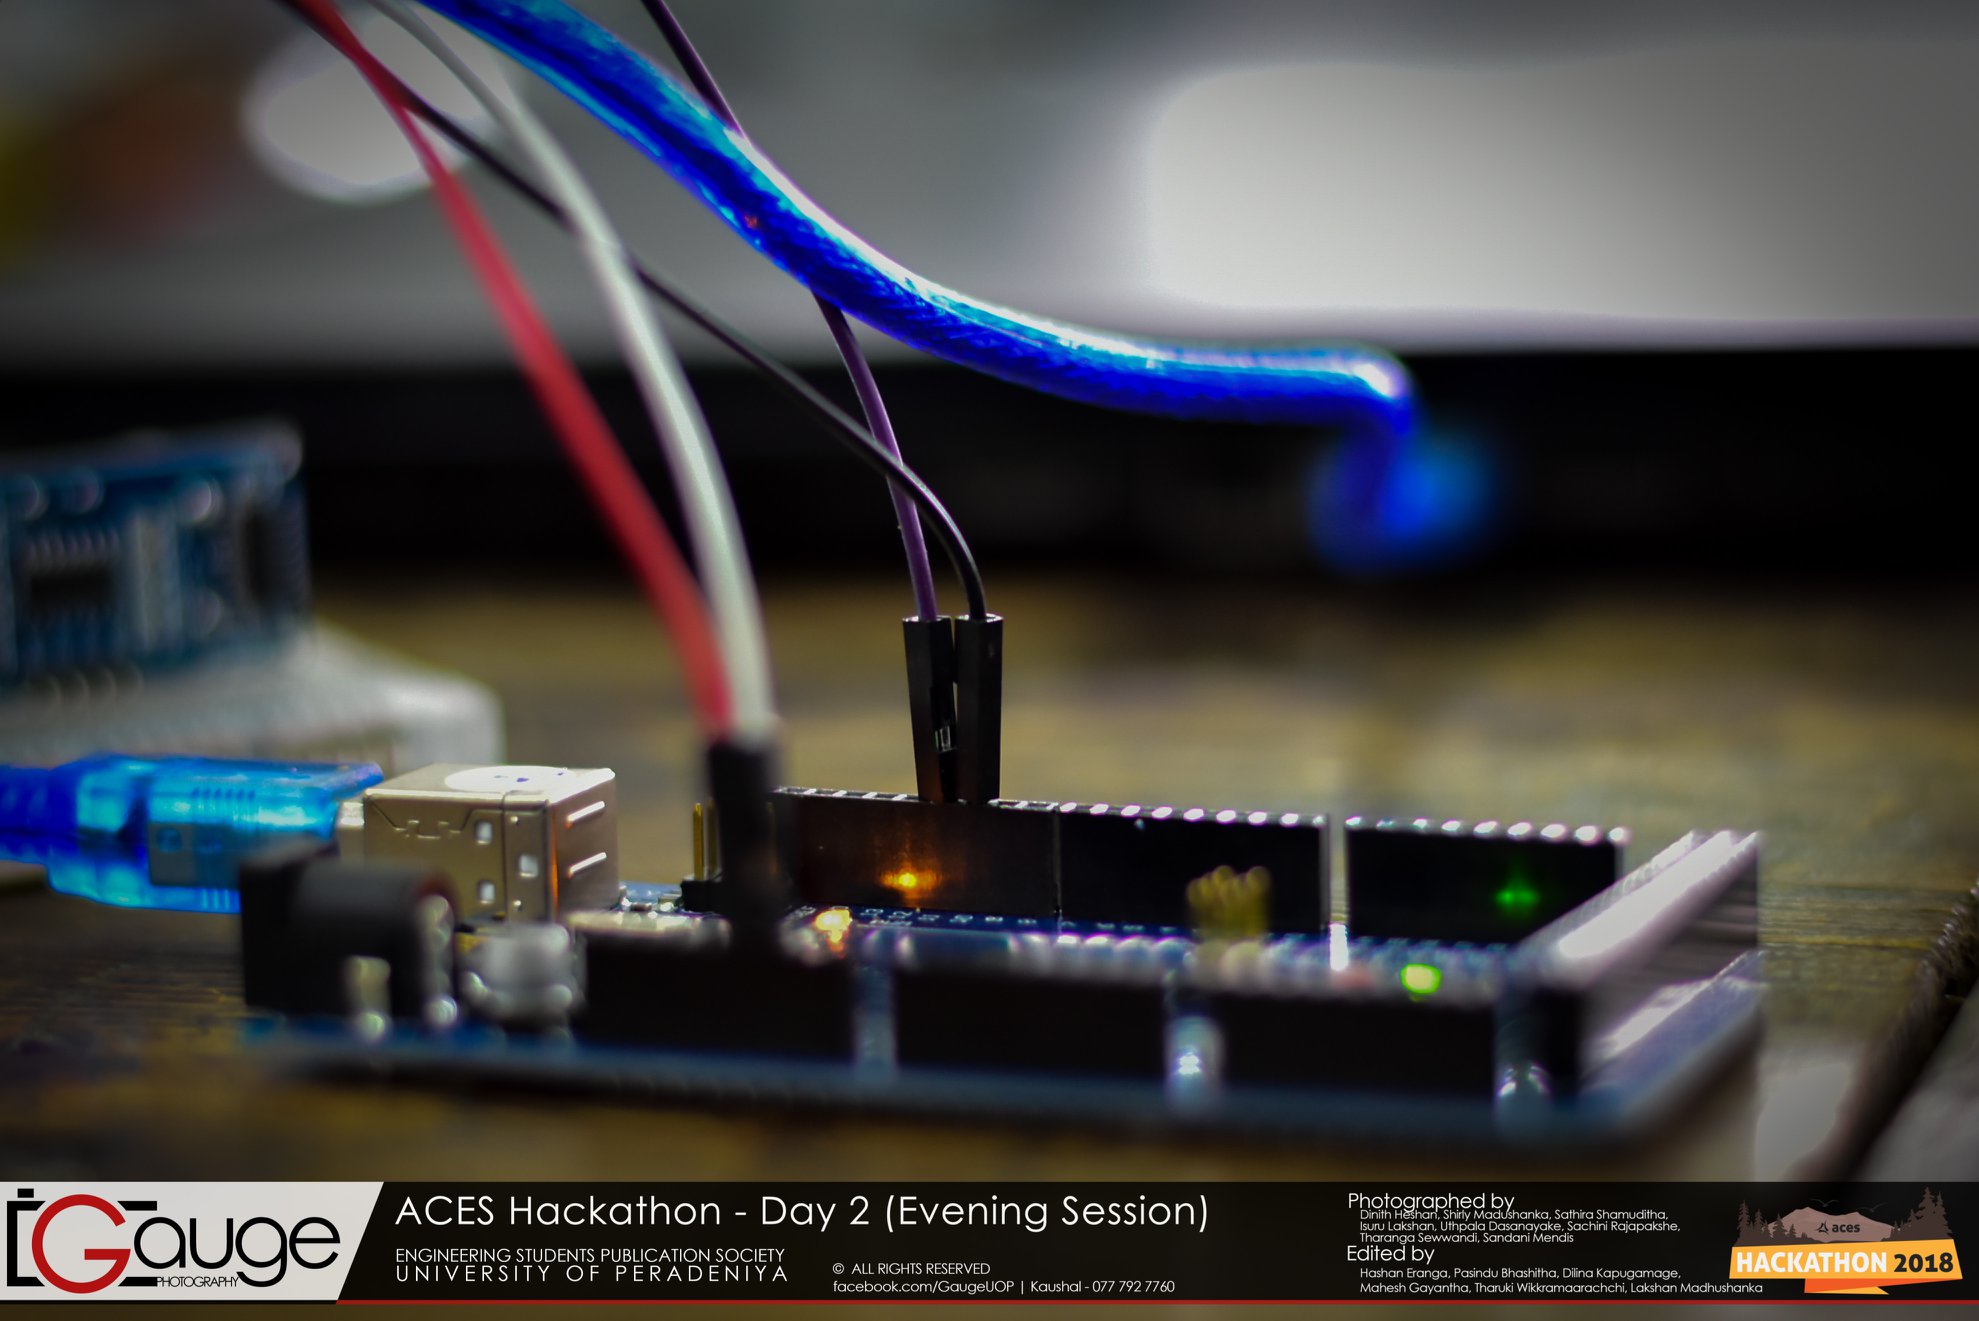 Gauge
PHOTOGRAPHY
ACES Hackathon - Day 2 (Evening Session)
ENGINEERING STUDENTS PUBLICATION SOCIETY
UNIVERSITY OF PERADENIYA
© ALL RIGHTS RESERVED
facebook.com/GaugeUOP | Kaushal - 077 792 7760
Photographed by
Dinith Heshan, Shirly Madushanka, Sathira Shamuditha,
Isuru Lakshan, Uthpala Dasanayake, Sachini Rajapakshe,
Tharanga Sewwandi, Sandani Mendis
Edited by
Hashan Eranga, Pasindu Bhashitha, Dilina Kapugamage,
Mahesh Gayantha, Tharuki Wikkramaarachchi, Lakshan Madhushanka
aces
HACKATHON 2018